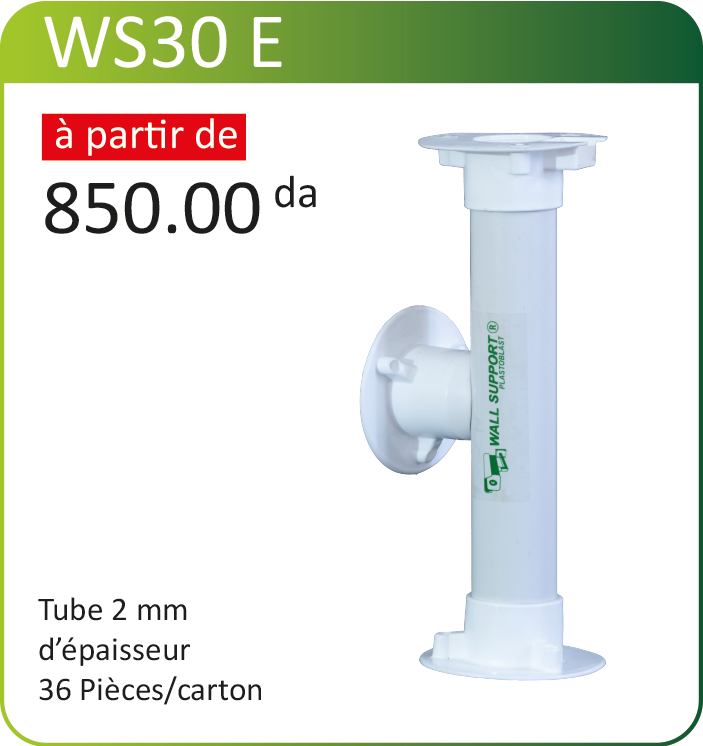 WS30 E
à partir de
850.00 da
WALL SUPPORT ®
PLASTOBLAST
Tube 2 mm
d’épaisseur
36 Pièces/carton